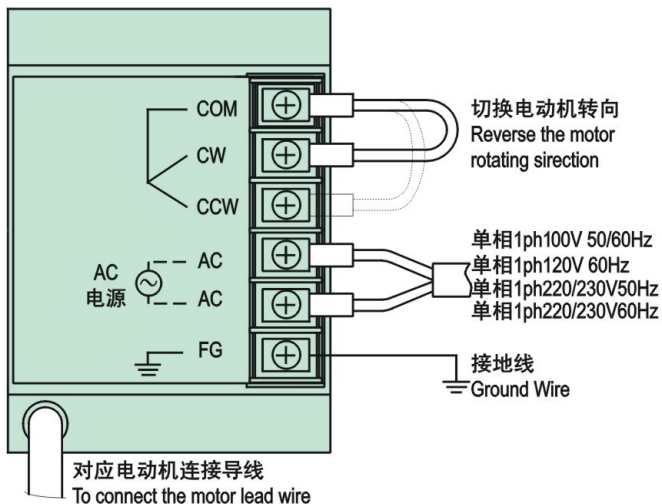 COM
CW
CCW
AC
AC
电源
AC
FG
切换电动机转向
Reverse the motor
rotating sirection
单相1ph100V 50/60Hz
单相1ph120V 60Hz
单相1ph220/230V50Hz
单相1ph220/230V60Hz
接地线
Ground Wire
对应电动机连接导线
To connect the motor lead wire